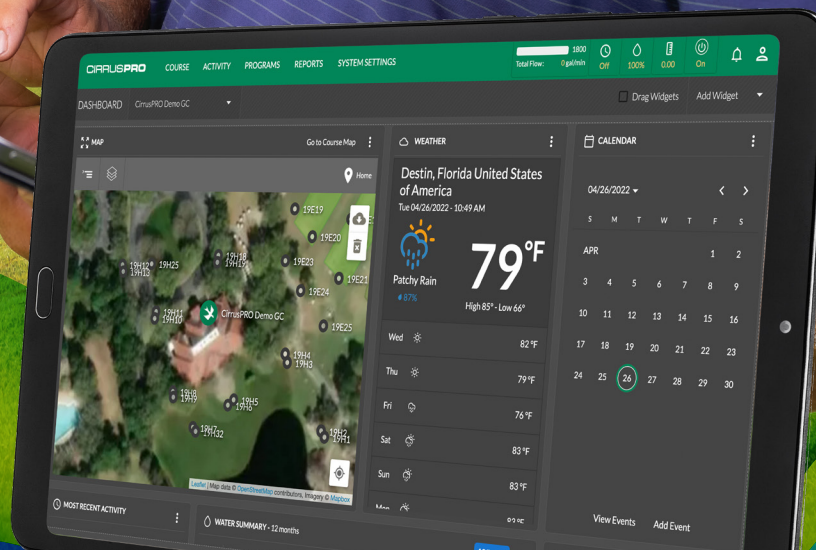 CIRRUSPRO COURSE ACTIVITY PROGRAMS REPORTS SYSTEM SETTINGS
1800
Total Flow: 0 gal/min
Off 100% 0.00 On
DASHBOARD CirrusPRO Demo GC
Drag Widgets Add Widget
MAP Go to Course Map
Home
19E19
19E20
19H18
19E23
19H12 19H25
19H13
19E21
19E24
19H11
19H10
CirrusPRO Demo GC
19E25
19H4
19H3
19H8
19H9
19H5
19H6
19H7
19H32
19H2
19H1
Leaflet | Map data © OpenStreetMap contributors, Imagery © Mapbox
WEATHER
Destin, Florida United States
of America
Tue 04/26/2022 - 10:49 AM
79°F
Patchy Rain
87%
High 85° - Low 66°
Wed 82 °F
Thu 79 °F
Fri 76 °F
Sat 83 °F
Sun 83 °F
CALENDAR
04/26/2022
S M T W T F S
APR 1 2
3 4 5 6 7 8 9
10 11 12 13 14 15 16
17 18 19 20 21 22 23
24 25 26 27 28 29 30
View Events Add Event
MOST RECENT ACTIVITY
WATER SUMMARY - 12 months